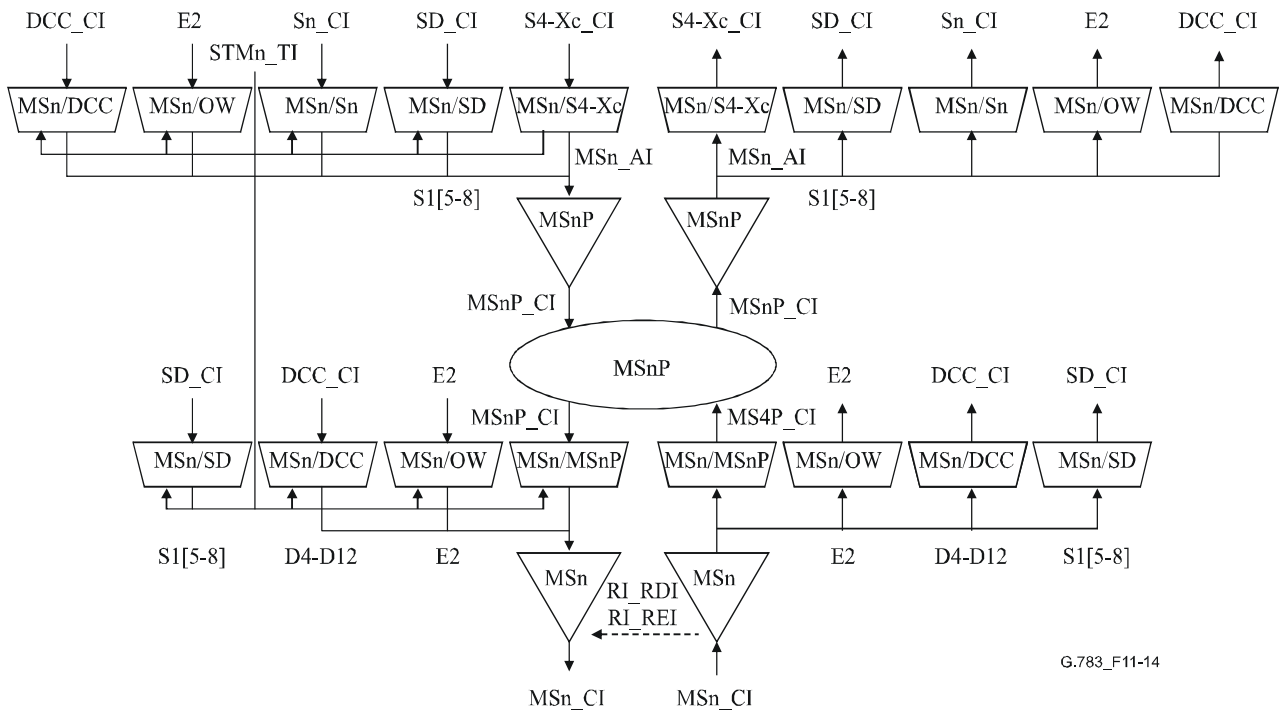 DCC_CI E2 Sn_CI SD_CI S4-Xc_CI S4-Xc_CI SD_CI Sn_CI E2 DCC_CI
STMn_TI
MSn/DCC MSn/OW MSn/Sn MSn/SD MSn/S4-Xc MSn/S4-Xc MSn/SD MSn/Sn MSn/OW MSn/DCC
MSn_AI MSn_AI
S1[5-8] S1[5-8]
MSnP MSnP
MSnP_CI MSnP_CI
MSnP
SD_CI DCC_CI E2 E2 DCC_CI SD_CI
MSnP_CI MS4P_CI
MSn/SD MSn/DCC MSn/OW MSn/MSnP MSn/MSnP MSn/OW MSn/DCC MSn/SD
S1[5-8] D4-D12 E2 E2 D4-D12 S1[5-8]
MSn MSn
RI_RDI
RI_REI
G.783_F11-14
MSn_CI MSn_CI